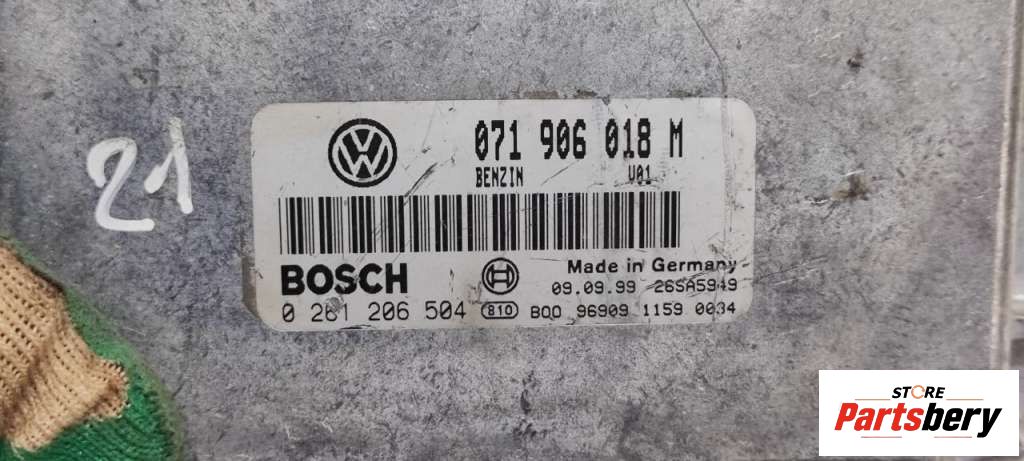 21
071 906 018 M
BENZIN V01
BOSCH
Made in Germany
0 261 206 504
09.09.99 26SA5949
810 B00 96909 1159 0034
STORE
Partsbery